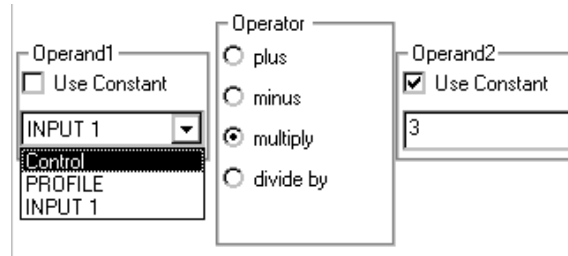 Operand1
Use Constant
INPUT 1
Control
PROFILE
INPUT 1
Operator
plus
minus
multiply
divide by
Operand2
Use Constant
3